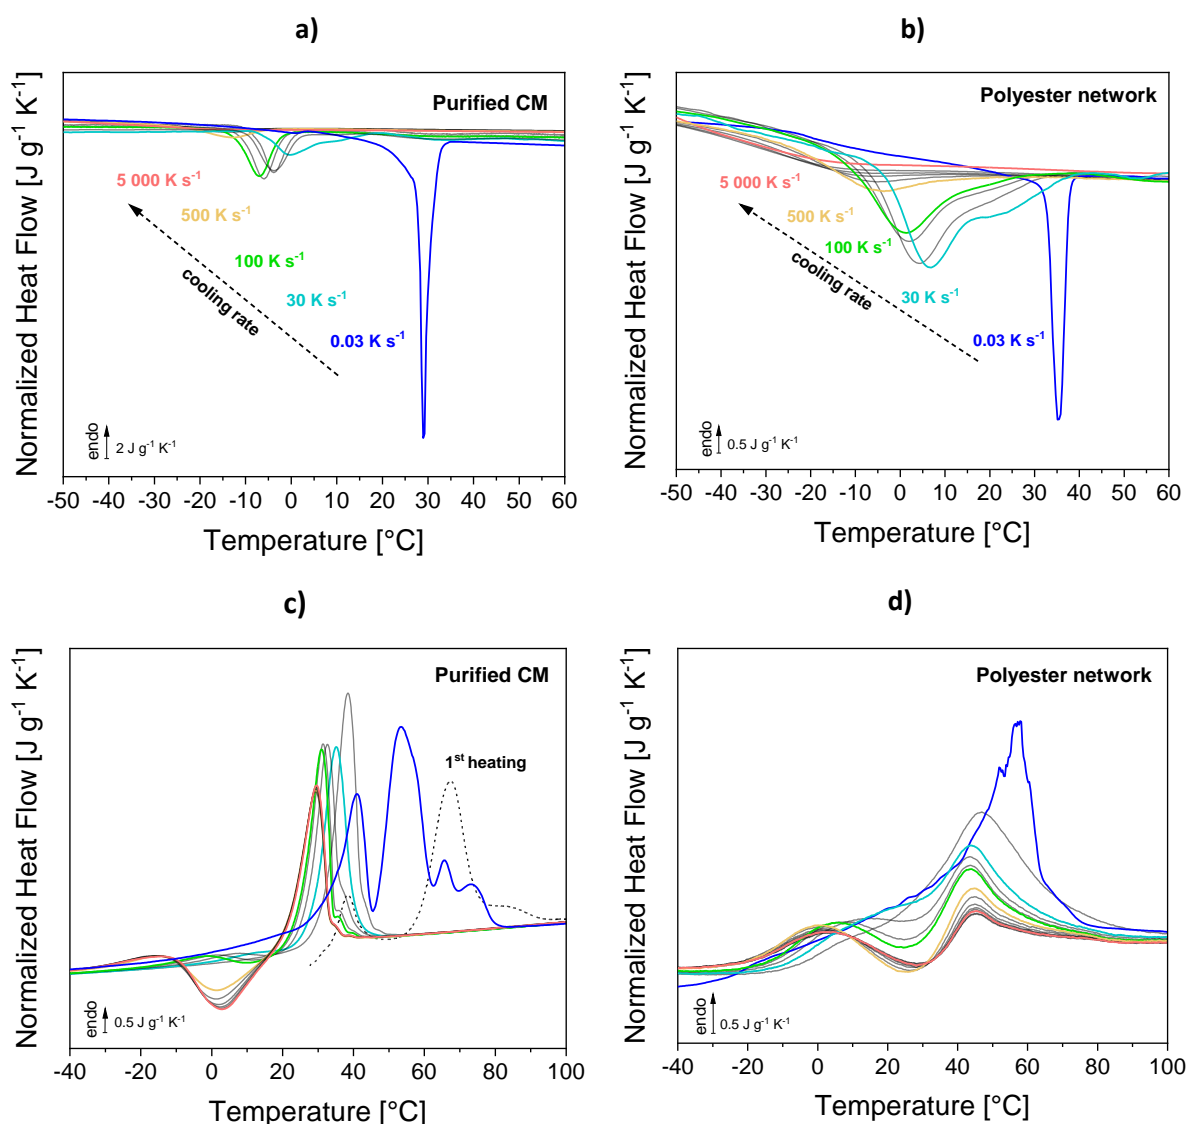 a)
Normalized Heat Flow [J g⁻¹ K⁻¹]
Purified CM
5 000 K s⁻¹
500 K s⁻¹
100 K s⁻¹
30 K s⁻¹
0.03 K s⁻¹
cooling rate
endo
2 J g⁻¹ K⁻¹
-50 -40 -30 -20 -10 0 10 20 30 40 50 60
Temperature [°C]
b)
Normalized Heat Flow [J g⁻¹ K⁻¹]
Polyester network
5 000 K s⁻¹
500 K s⁻¹
100 K s⁻¹
30 K s⁻¹
0.03 K s⁻¹
cooling rate
endo
0.5 J g⁻¹ K⁻¹
-50 -40 -30 -20 -10 0 10 20 30 40 50 60
Temperature [°C]
c)
Normalized Heat Flow [J g⁻¹ K⁻¹]
Purified CM
1st heating
endo
0.5 J g⁻¹ K⁻¹
-40 -20 0 20 40 60 80 100
Temperature [°C]
d)
Normalized Heat Flow [J g⁻¹ K⁻¹]
Polyester network
endo
0.5 J g⁻¹ K⁻¹
-40 -20 0 20 40 60 80 100
Temperature [°C]